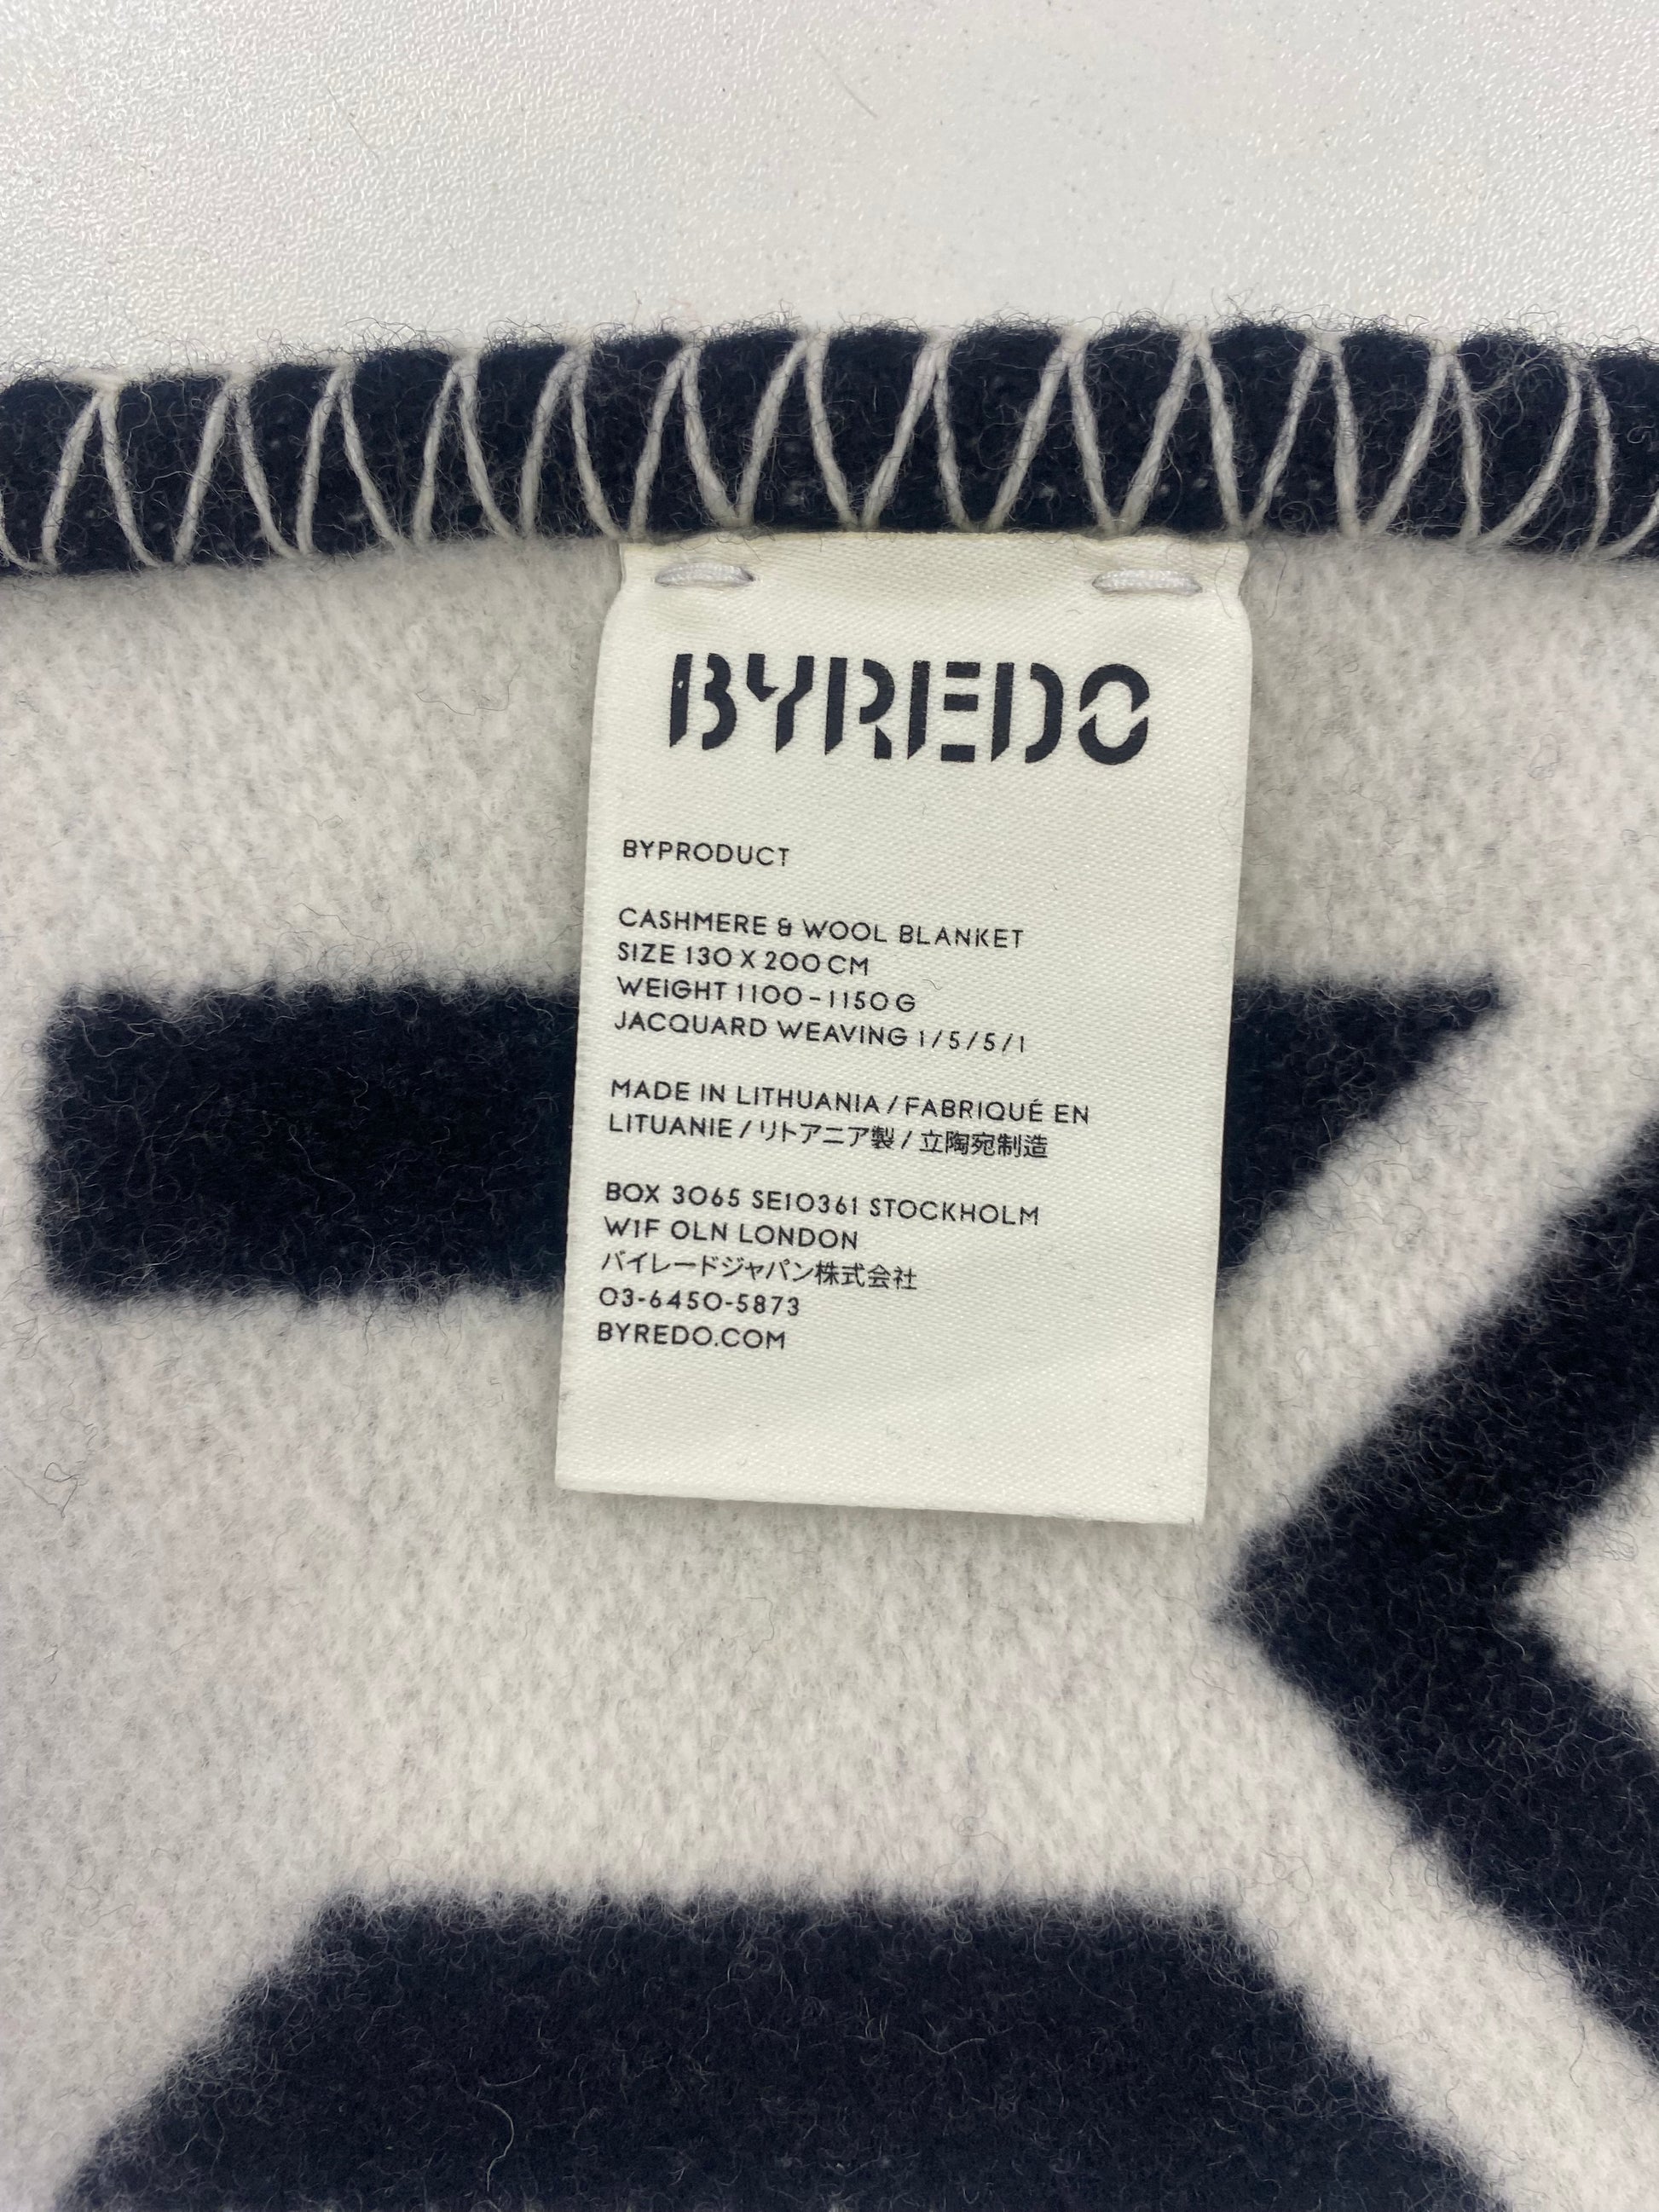 BYREDO
BYPRODUCT
CASHMERE & WOOL BLANKET
SIZE 130 X 200 CM
WEIGHT 1100-1150 G
JACQUARD WEAVING 1/5/5/1
MADE IN LITHUANIA / FABRIQUÉ EN
LITUANIE / リトアニア製 / 立陶宛制造
BOX 3065 SE10361 STOCKHOLM
W1F OLN LONDON
バイレードジャパン株式会社
03-6450-5873
BYREDO.COM